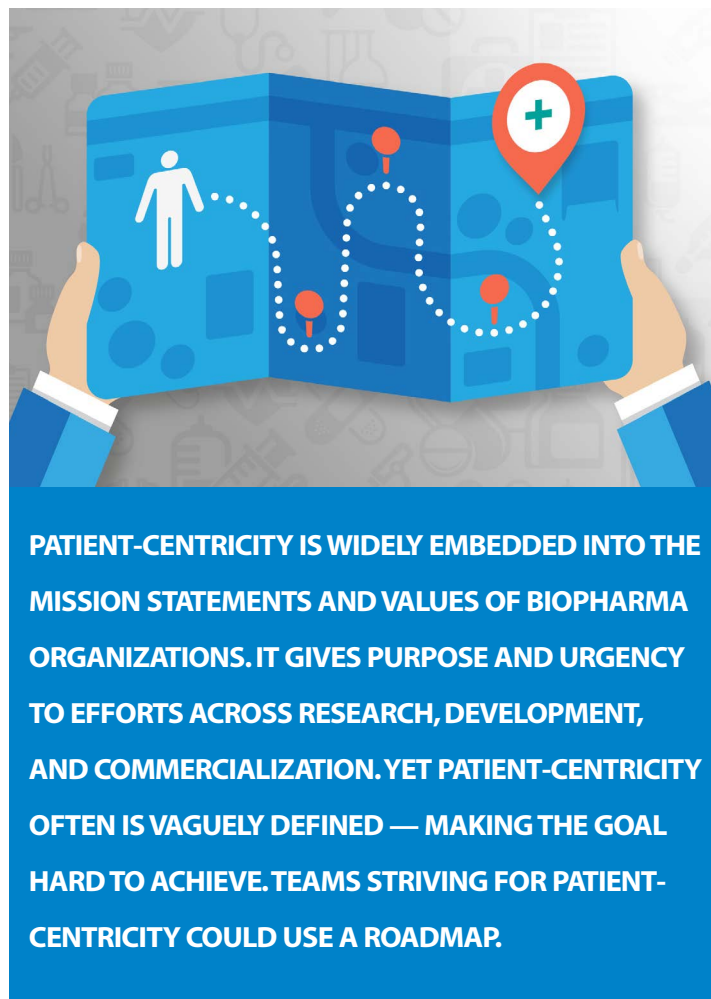 PATIENT-CENTRICITY IS WIDELY EMBEDDED INTO THE
MISSION STATEMENTS AND VALUES OF BIOPHARMA
ORGANIZATIONS. IT GIVES PURPOSE AND URGENCY
TO EFFORTS ACROSS RESEARCH, DEVELOPMENT,
AND COMMERCIALIZATION. YET PATIENT-CENTRICITY
OFTEN IS VAGUELY DEFINED — MAKING THE GOAL
HARD TO ACHIEVE. TEAMS STRIVING FOR PATIENT-
CENTRICITY COULD USE A ROADMAP.